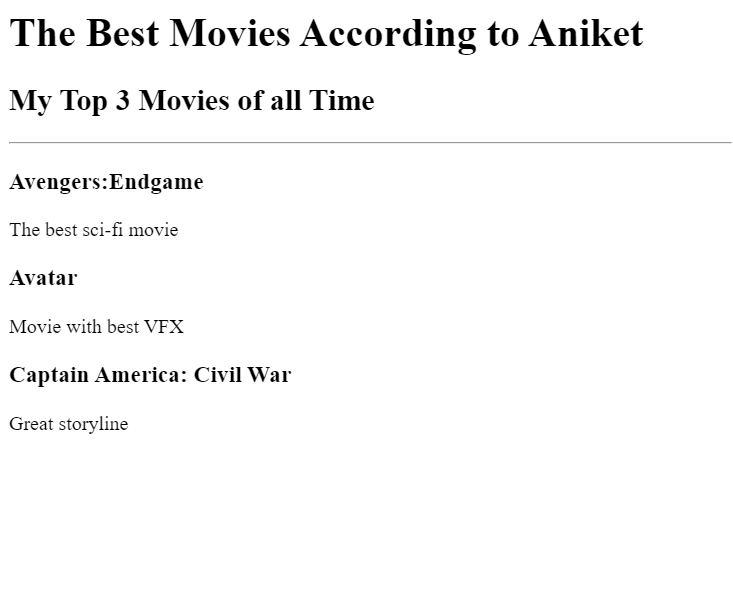 The Best Movies According to Aniket
My Top 3 Movies of all Time
Avengers:Endgame
The best sci-fi movie
Avatar
Movie with best VFX
Captain America: Civil War
Great storyline